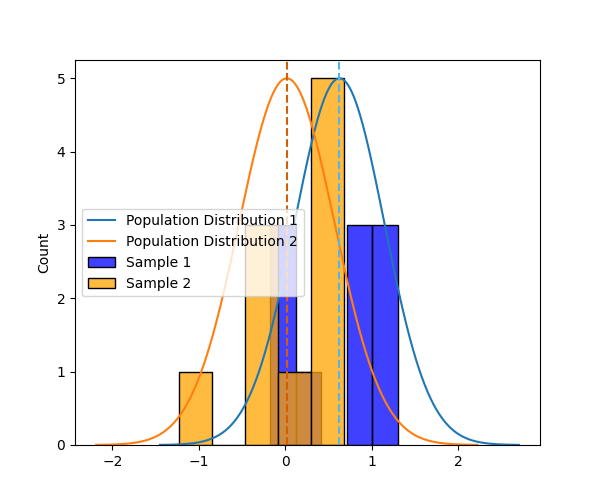 5
4
3
2
1
0
Count
Population Distribution 1
Population Distribution 2
Sample 1
Sample 2
−2 −1 0 1 2